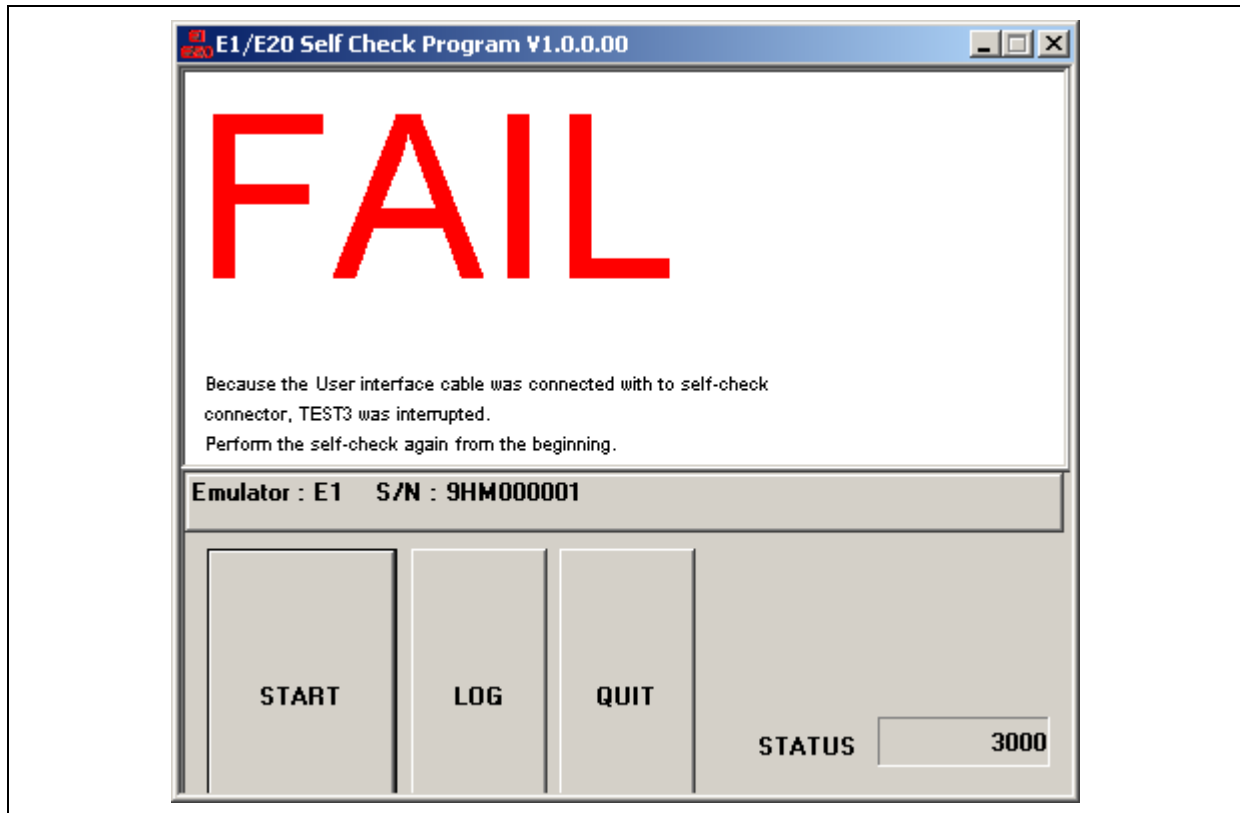 E1/E20 Self Check Program V1.0.0.00
FAIL
Because the User interface cable was connected with to self-check
connector, TEST3 was interrupted.
Perform the self-check again from the beginning.
Emulator : E1 S/N : 9HM000001
START LOG QUIT
STATUS 3000